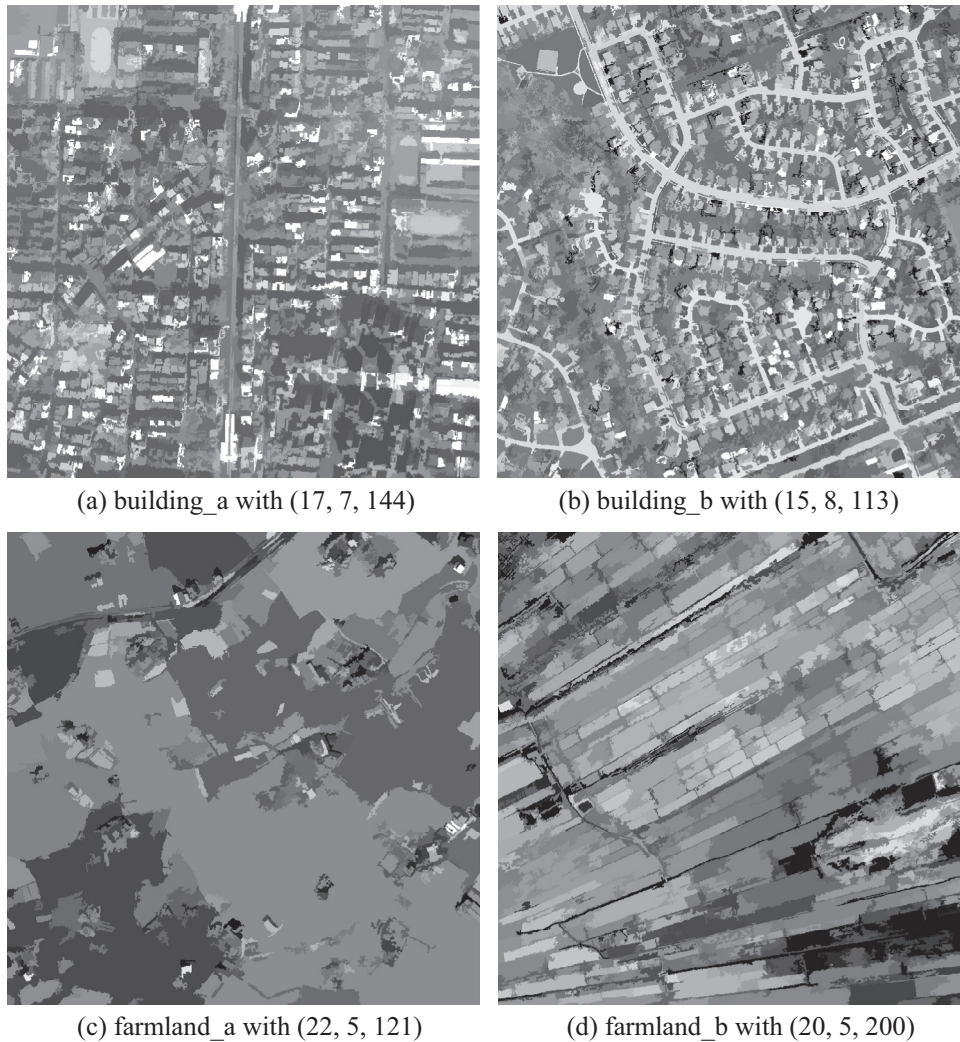 (a) building_a with (17, 7, 144)
(b) building_b with (15, 8, 113)
(c) farmland_a with (22, 5, 121)
(d) farmland_b with (20, 5, 200)